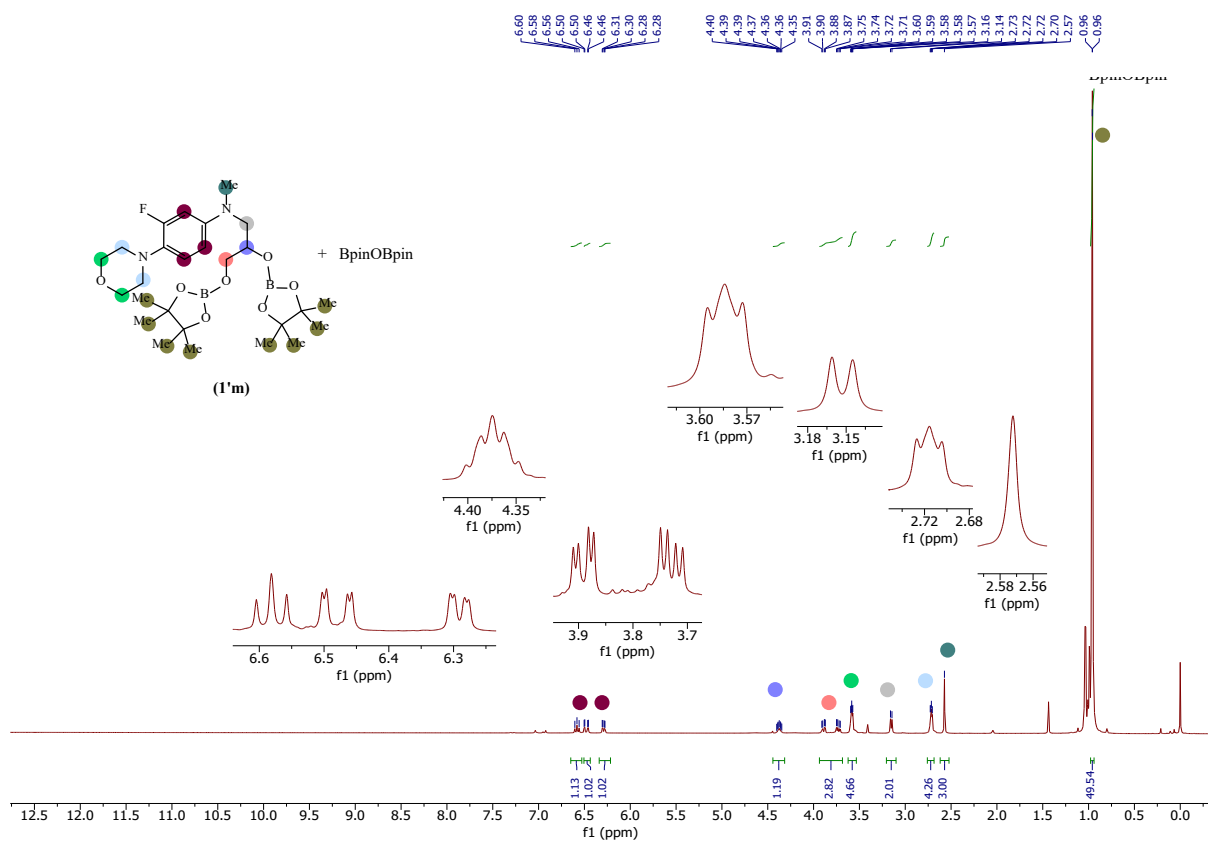 6.60 6.58 6.56 6.50 6.50 6.46 6.46 6.31 6.30 6.28 6.28 4.40 4.39 4.39 4.37 4.36 4.36 4.35 3.91 3.90 3.88 3.87 3.75 3.74 3.72 3.71 3.60 3.59 3.58 3.58 3.57 3.16 3.14 2.73 2.72 2.72 2.70 2.57 0.96 0.96
BpinOBpin
Me
F
N
N
O
O
O
+ BpinOBpin
B
B
O
O
O
O
Me
Me
Me
Me
Me
Me
Me
Me
(1'm)
3.60 3.57
f1 (ppm)
3.18 3.15
f1 (ppm)
2.72 2.68
f1 (ppm)
2.58 2.56
f1 (ppm)
4.40 4.35
f1 (ppm)
3.9 3.8 3.7
f1 (ppm)
6.6 6.5 6.4 6.3
f1 (ppm)
1.13 1.02 1.02 1.19 2.82 4.66 2.01 4.26 3.00 49.54
12.5 12.0 11.5 11.0 10.5 10.0 9.5 9.0 8.5 8.0 7.5 7.0 6.5 6.0 5.5 5.0 4.5 4.0 3.5 3.0 2.5 2.0 1.5 1.0 0.5 0.0
f1 (ppm)